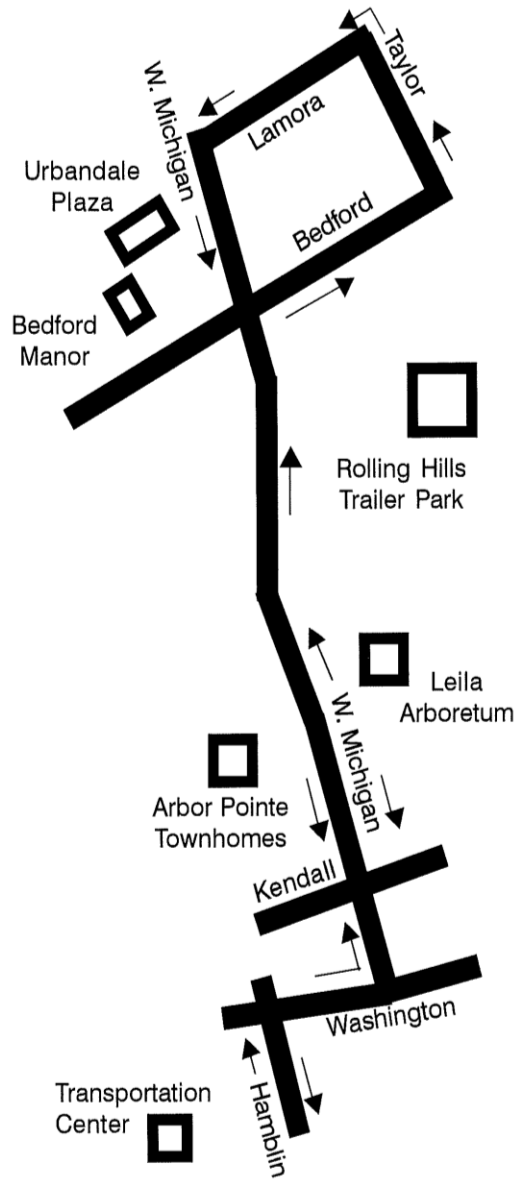 Taylor
W. Michigan
Lamora
Urbandale
Plaza
Bedford
Bedford
Manor
Rolling Hills
Trailer Park
Leila
Arboretum
W. Michigan
Arbor Pointe
Townhomes
Kendall
Washington
Transportation
Center
Hamblin